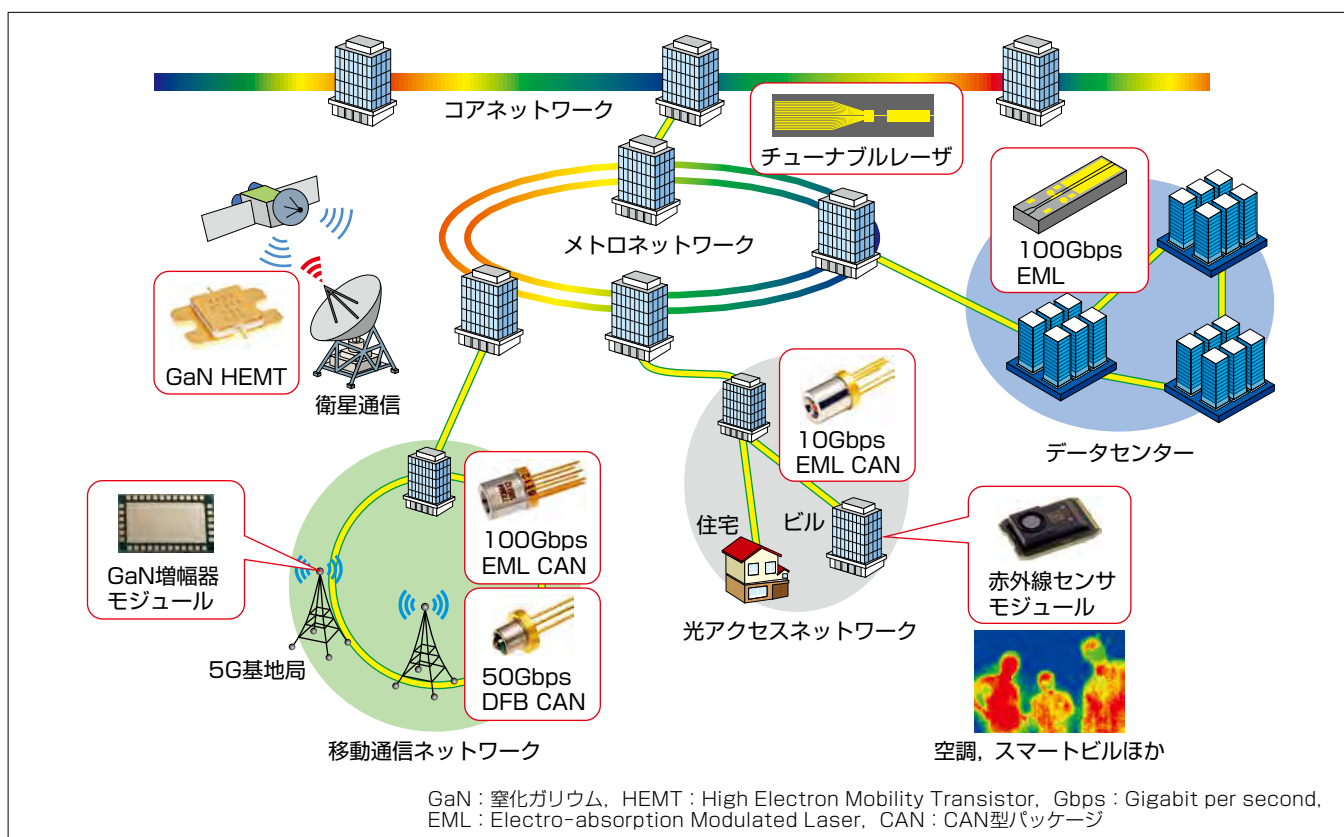 コアネットワーク
チューナブルレーザ
メトロネットワーク
100Gbps
EML
GaN HEMT
衛星通信
データセンター
10Gbps
EML CAN
100Gbps
EML CAN
GaN増幅器
モジュール
住宅
ビル
赤外線センサ
モジュール
光アクセスネットワーク
5G基地局
50Gbps
DFB CAN
移動通信ネットワーク
空調，スマートビルほか
GaN：窒化ガリウム，HEMT：High Electron Mobility Transistor，Gbps：Gigabit per second，
EML：Electro-absorption Modulated Laser，CAN：CAN型パッケージ